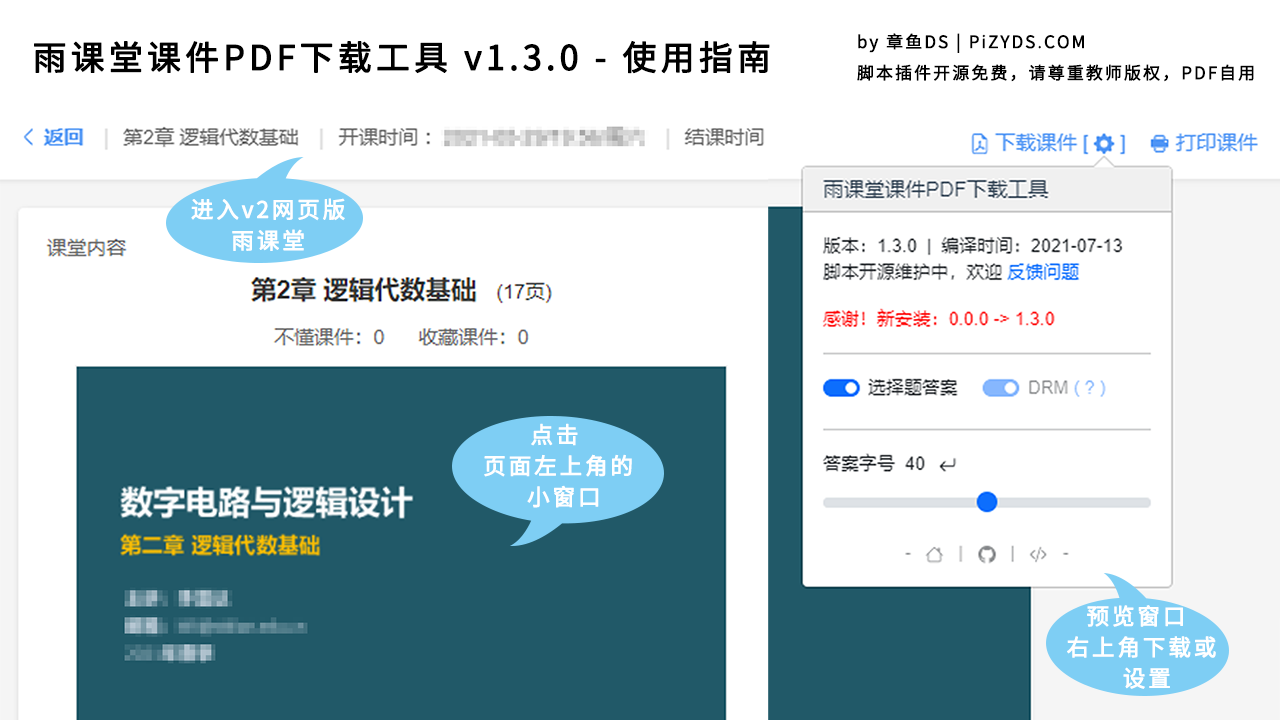 雨课堂课件PDF下载工具 v1.3.0 - 使用指南
by 章鱼DS | PiZYDS.COM
脚本插件开源免费，请尊重教师版权，PDF自用
返回 | 第2章 逻辑代数基础 | 开课时间： | 结课时间
下载课件 [ ] 打印课件
进入v2网页版
雨课堂
课堂内容
第2章 逻辑代数基础 (17页)
不懂课件：0 收藏课件：0
数字电路与逻辑设计
第二章 逻辑代数基础
点击
页面左上角的
小窗口
雨课堂课件PDF下载工具
版本：1.3.0 | 编译时间：2021-07-13
脚本开源维护中，欢迎 反馈问题
感谢！新安装：0.0.0 -> 1.3.0
选择题答案 DRM ( ? )
答案字号 40
预览窗口
右上角下载或
设置